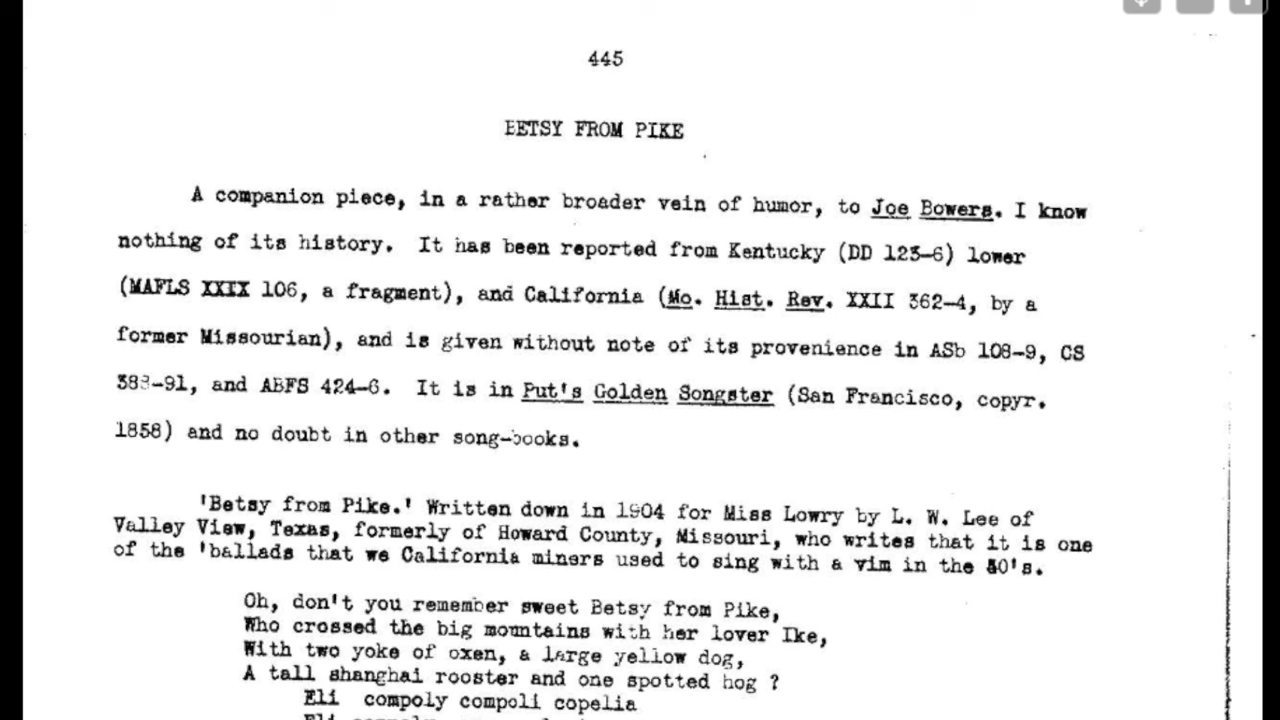 445
BETSY FROM PIKE
A companion piece, in a rather broader vein of humor, to Joe Bowers. I know
nothing of its history. It has been reported from Kentucky (DD 123-6) lower
(MAFLS XXIX 106, a fragment), and California (Mo. Hist. Rev. XXII 362-4, by a
former Missourian), and is given without note of its provenience in ASb 108-9, CS
388-91, and ABFS 424-6. It is in Put's Golden Songster (San Francisco, copyr.
1858) and no doubt in other song-books.
'Betsy from Pike.' Written down in 1904 for Miss Lowry by L. W. Lee of
Valley View, Texas, formerly of Howard County, Missouri, who writes that it is one
of the 'ballads that we California miners used to sing with a vim in the 50's.
Oh, don't you remember sweet Betsy from Pike,
Who crossed the big mountains with her lover Ike,
With two yoke of oxen, a large yellow dog,
A tall shanghai rooster and one spotted hog ?
Eli compoly compoli copelia